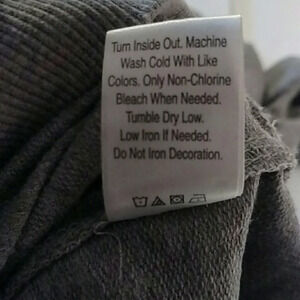 Turn Inside Out. Machine
Wash Cold With Like
Colors. Only Non-Chlorine
Bleach When Needed.
Tumble Dry Low.
Low Iron If Needed.
Do Not Iron Decoration.